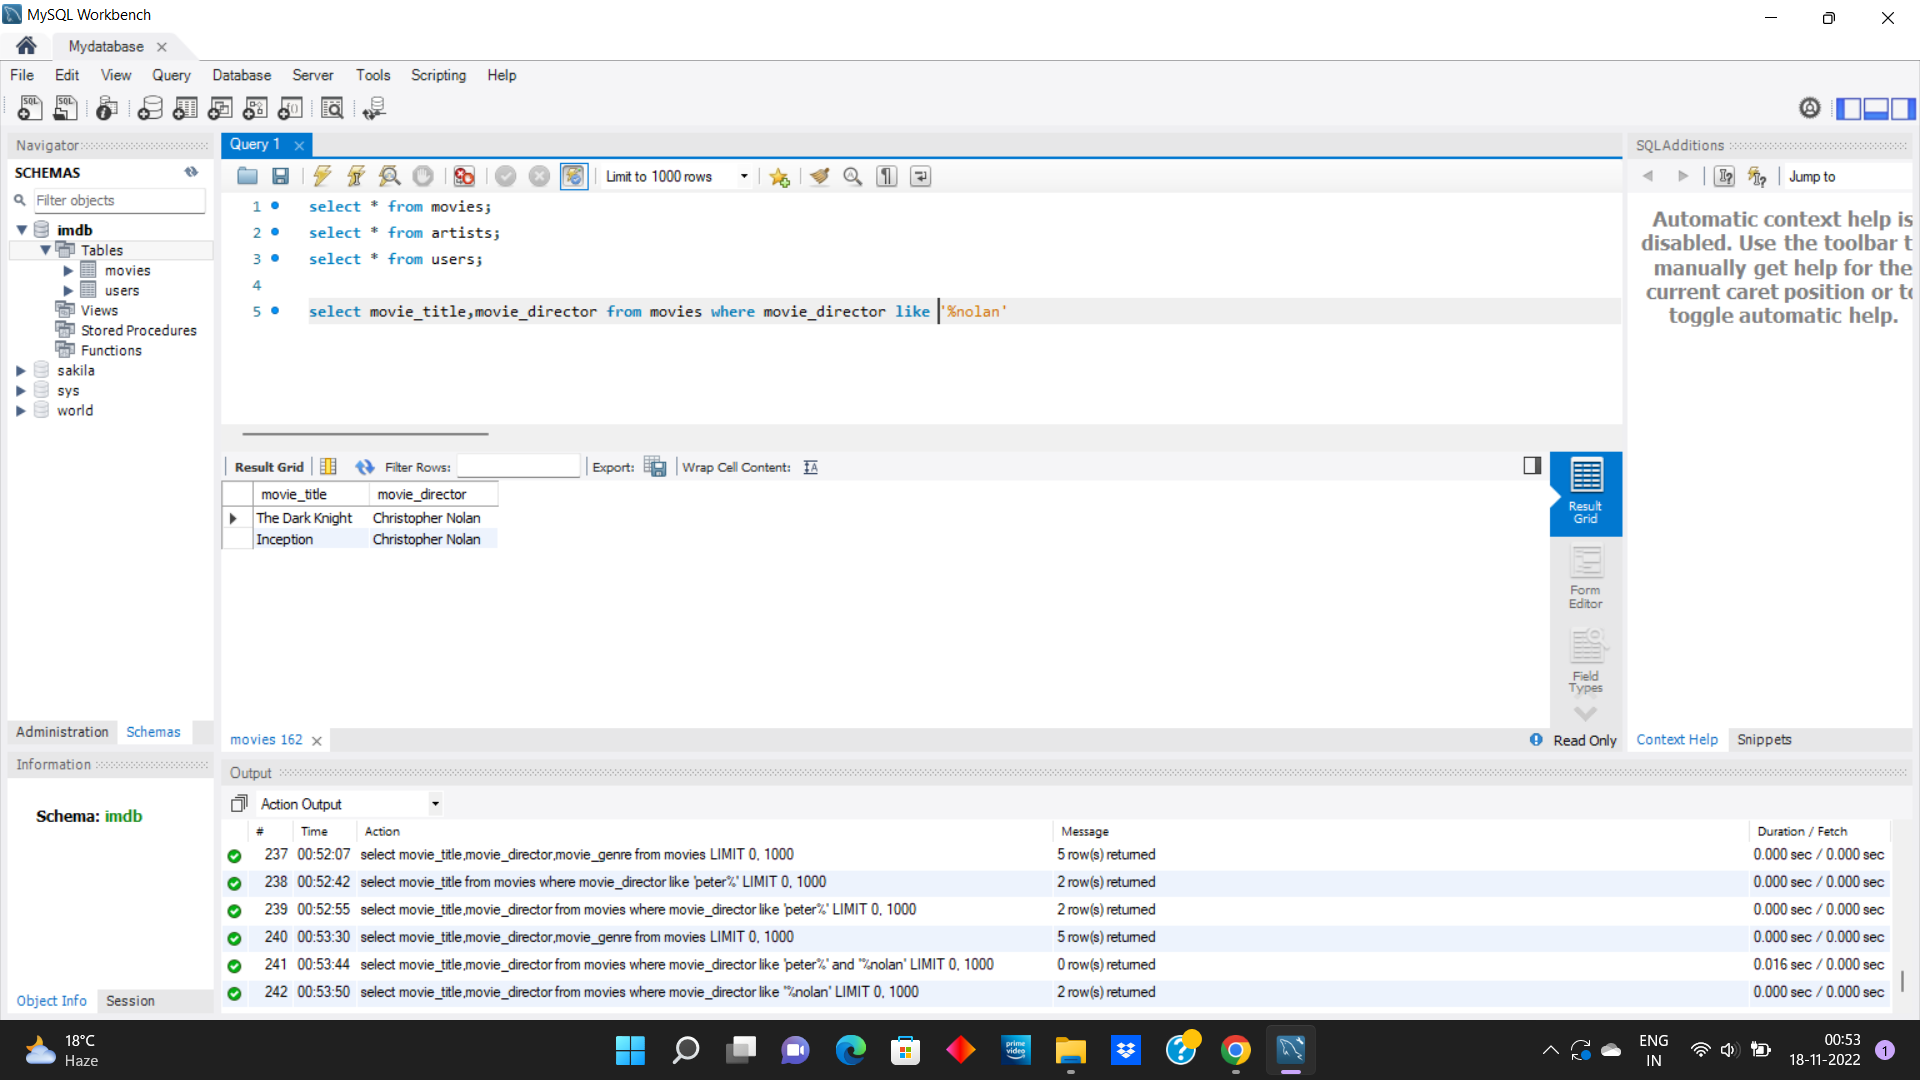 MySQL Workbench
Mydatabase
File Edit View Query Database Server Tools Scripting Help
Navigator
SCHEMAS
Filter objects
imdb
Tables
movies
users
Views
Stored Procedures
Functions
sakila
sys
world
Administration Schemas
Information
Schema: imdb
Object Info Session
Query 1
Limit to 1000 rows
1 select * from movies;
2 select * from artists;
3 select * from users;
4
5 select movie_title,movie_director from movies where movie_director like '%nolan'
Result Grid Filter Rows: Export: Wrap Cell Content:
movie_title movie_director
The Dark Knight Christopher Nolan
Inception Christopher Nolan
Result
Grid
Form
Editor
Field
Types
movies 162
Read Only
SQLAdditions
Jump to
Automatic context help is
disabled. Use the toolbar t
manually get help for the
current caret position or to
toggle automatic help.
Context Help Snippets
Output
Action Output
# Time Action Message Duration / Fetch
237 00:52:07 select movie_title,movie_director,movie_genre from movies LIMIT 0, 1000 5 row(s) returned 0.000 sec / 0.000 sec
238 00:52:42 select movie_title from movies where movie_director like 'peter%' LIMIT 0, 1000 2 row(s) returned 0.000 sec / 0.000 sec
239 00:52:55 select movie_title,movie_director from movies where movie_director like 'peter%' LIMIT 0, 1000 2 row(s) returned 0.000 sec / 0.000 sec
240 00:53:30 select movie_title,movie_director,movie_genre from movies LIMIT 0, 1000 5 row(s) returned 0.000 sec / 0.000 sec
241 00:53:44 select movie_title,movie_director from movies where movie_director like 'peter%' and '%nolan' LIMIT 0, 1000 0 row(s) returned 0.016 sec / 0.000 sec
242 00:53:50 select movie_title,movie_director from movies where movie_director like '%nolan' LIMIT 0, 1000 2 row(s) returned 0.000 sec / 0.000 sec
18°C
Haze
prime
video
ENG
IN
00:53
18-11-2022
1